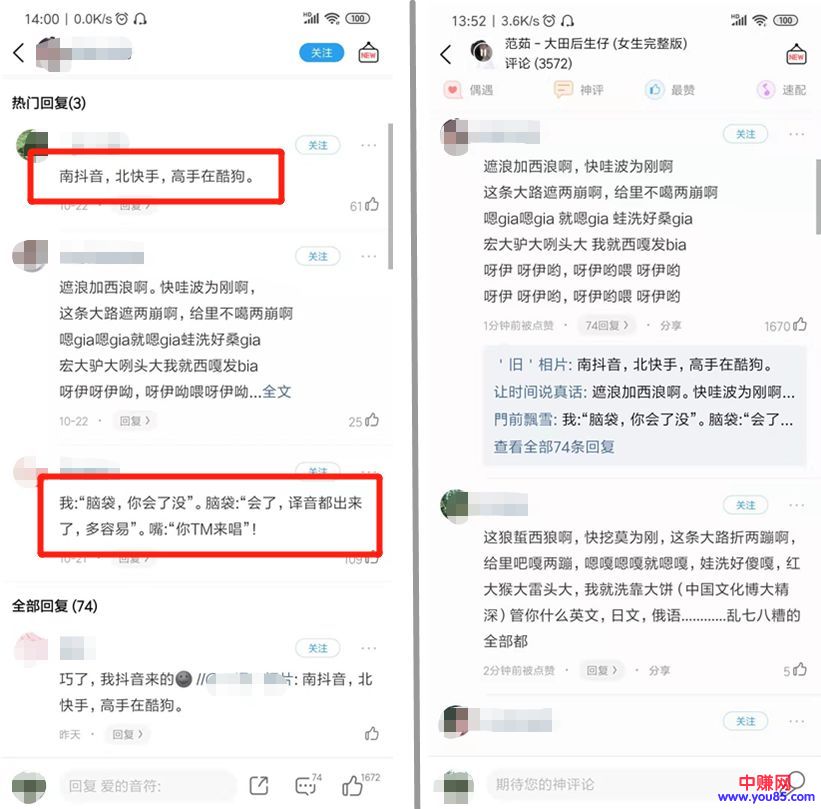 14:00 | 0.0K/s
HD
100
关注
NEW
热门回复(3)
关注
南抖音，北快手，高手在酷狗。
10-22 回复
61
关注
遮浪加西浪啊。快哇波为刚啊，
这条大路遮两崩啊，给里不噶两崩啊
嗯gia嗯gia就嗯gia蛙洗好桑gia
宏大驴大咧头大我就西嘎发bia
呀伊呀伊呦，呀伊呦喂呀伊呦...全文
10-22 · 回复
25
关注
我:“脑袋，你会了没”。脑袋:“会了，译音都出来
了，多容易”。嘴:“你TM来唱”！
10-21 回复
109
全部回复 (74)
关注
巧了，我抖音来的 //@ 相片: 南抖音，北
快手，高手在酷狗。
昨天 · 回复
回复 爱的音符:
74
1672
13:52 | 3.6K/s
HD
100
范茹 - 大田后生仔 (女生完整版)
评论 (3572)
NEW
偶遇 神评 最赞 速配
关注
遮浪加西浪啊，快哇波为刚啊
这条大路遮两崩啊，给里不噶两崩啊
嗯gia嗯gia 就嗯gia 蛙洗好桑gia
宏大驴大咧头大 我就西嘎发bia
呀伊 呀伊哟，呀伊哟喂 呀伊哟
呀伊 呀伊哟，呀伊哟喂 呀伊哟
1分钟前被点赞 · 74回复 · 分享
1670
＇旧＇相片: 南抖音，北快手，高手在酷狗。
让时间说真话: 遮浪加西浪啊。快哇波为刚啊...
門前飘雪: 我:“脑袋，你会了没”。脑袋:“会了，...
查看全部74条回复
关注
这狼蜇西狼啊，快挖莫为刚，这条大路折两蹦啊，
给里吧嘎两蹦，嗯嘎嗯嘎就嗯嘎，娃洗好傻嘎，红
大猴大雷头大，我就洗靠大饼（中国文化博大精
深）管你什么英文，日文，俄语…………乱七八糟的
全部都
2分钟前被点赞 · 回复 · 分享
5
关注
期待您的神评论
中赚网
www.you85.com